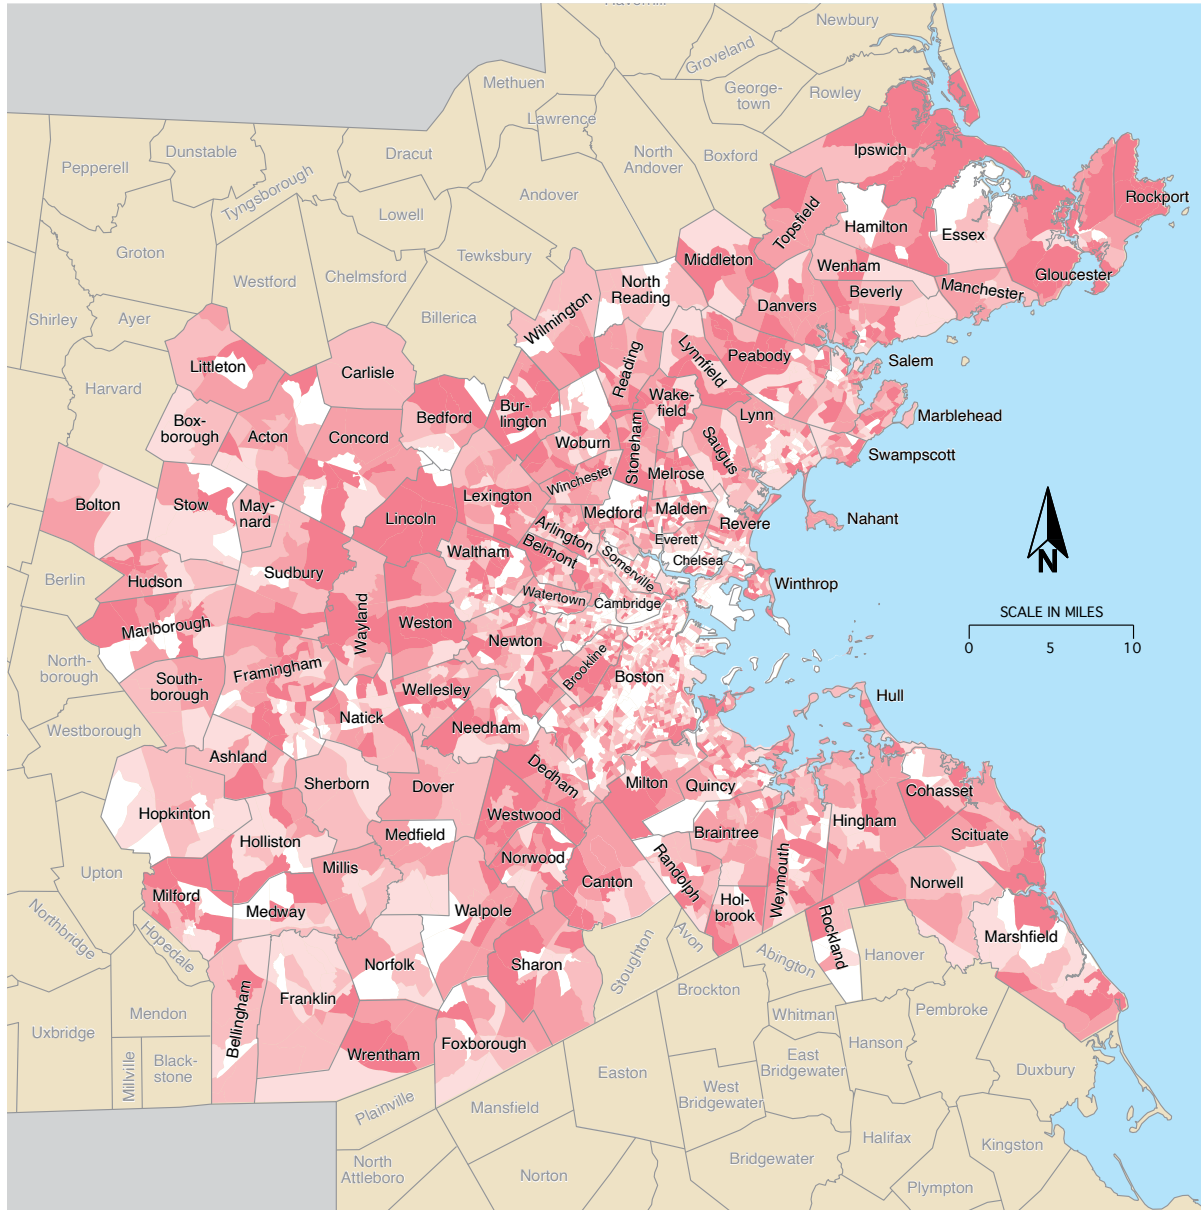 Haverhill
Newbury
Groveland
Methuen
George-
town
Rowley
Lawrence
Dunstable
Dracut
North
Andover
Boxford
Ipswich
Pepperell
Tyngsborough
Andover
Rockport
Lowell
Topsfield
Hamilton
Essex
Groton
Tewksbury
Middleton
Wenham
Gloucester
Westford
Chelmsford
North
Reading
Beverly
Manchester
Danvers
Shirley
Ayer
Billerica
Wilmington
Salem
Littleton
Carlisle
Reading
Lynnfield
Peabody
Harvard
Wake-
field
Marblehead
Box-
borough
Acton
Concord
Bedford
Bur-
lington
Woburn
Stoneham
Saugus
Lynn
Swampscott
Bolton
Stow
May-
nard
Lincoln
Lexington
Winchester
Melrose
Medford
Malden
Revere
Nahant
N
Arlington
Everett
Berlin
Hudson
Sudbury
Waltham
Belmont
Somerville
Chelsea
Winthrop
Watertown
Cambridge
SCALE IN MILES
0
5
10
Marlborough
Wayland
Weston
Newton
Brookline
Boston
North-
borough
South-
borough
Framingham
Wellesley
Hull
Westborough
Natick
Needham
Ashland
Sherborn
Dover
Dedham
Milton
Quincy
Cohasset
Hopkinton
Westwood
Hingham
Scituate
Holliston
Medfield
Braintree
Upton
Millis
Norwood
Randolph
Weymouth
Norwell
Milford
Medway
Walpole
Canton
Hol-
brook
Northbridge
Hopedale
Rockland
Marshfield
Norfolk
Sharon
Stoughton
Avon
Abington
Hanover
Bellingham
Franklin
Brockton
Mendon
Whitman
Pembroke
Uxbridge
Wrentham
Foxborough
Hanson
Millville
Black-
stone
Easton
East
Bridgewater
Duxbury
West
Bridgewater
Plainville
Mansfield
Halifax
Kingston
North
Attleboro
Norton
Bridgewater
Plympton